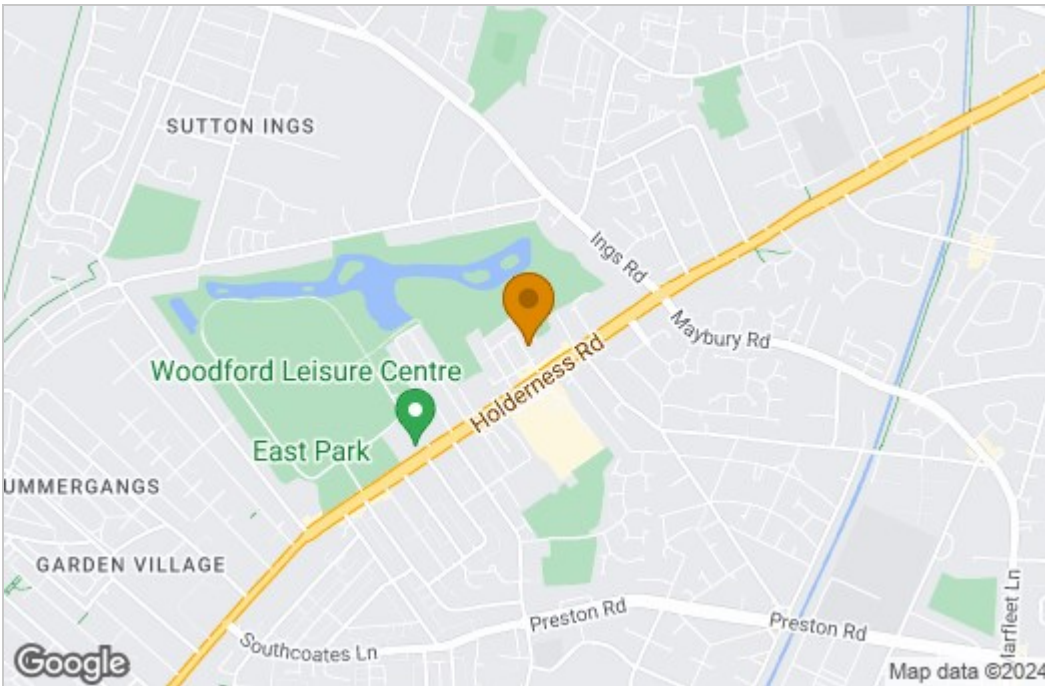 SUTTON INGS
Ings Rd
Maybury Rd
Woodford Leisure Centre
Holderness Rd
East Park
UMMERGANGS
GARDEN VILLAGE
Preston Rd
Preston Rd
Southcoates Ln
Marfleet Ln
Google
Map data ©2024